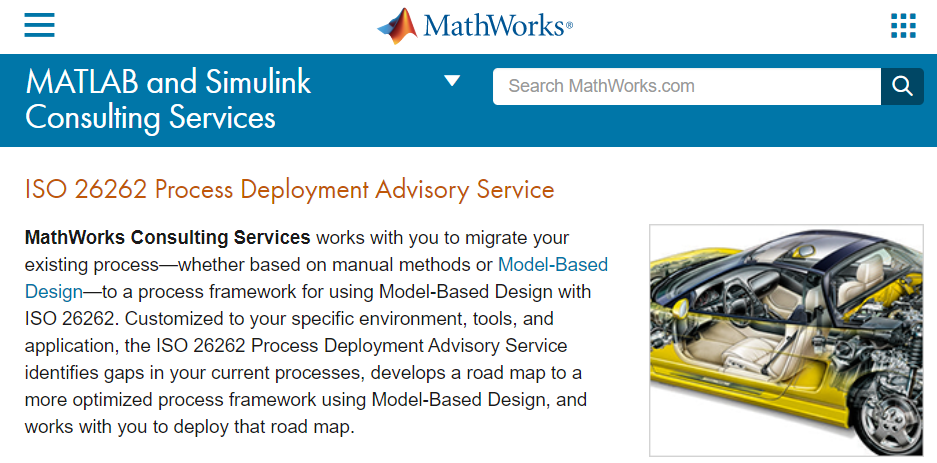 MathWorks®
MATLAB and Simulink
Consulting Services
Search MathWorks.com
ISO 26262 Process Deployment Advisory Service
MathWorks Consulting Services works with you to migrate your
existing process—whether based on manual methods or Model-Based
Design—to a process framework for using Model-Based Design with
ISO 26262. Customized to your specific environment, tools, and
application, the ISO 26262 Process Deployment Advisory Service
identifies gaps in your current processes, develops a road map to a
more optimized process framework using Model-Based Design, and
works with you to deploy that road map.